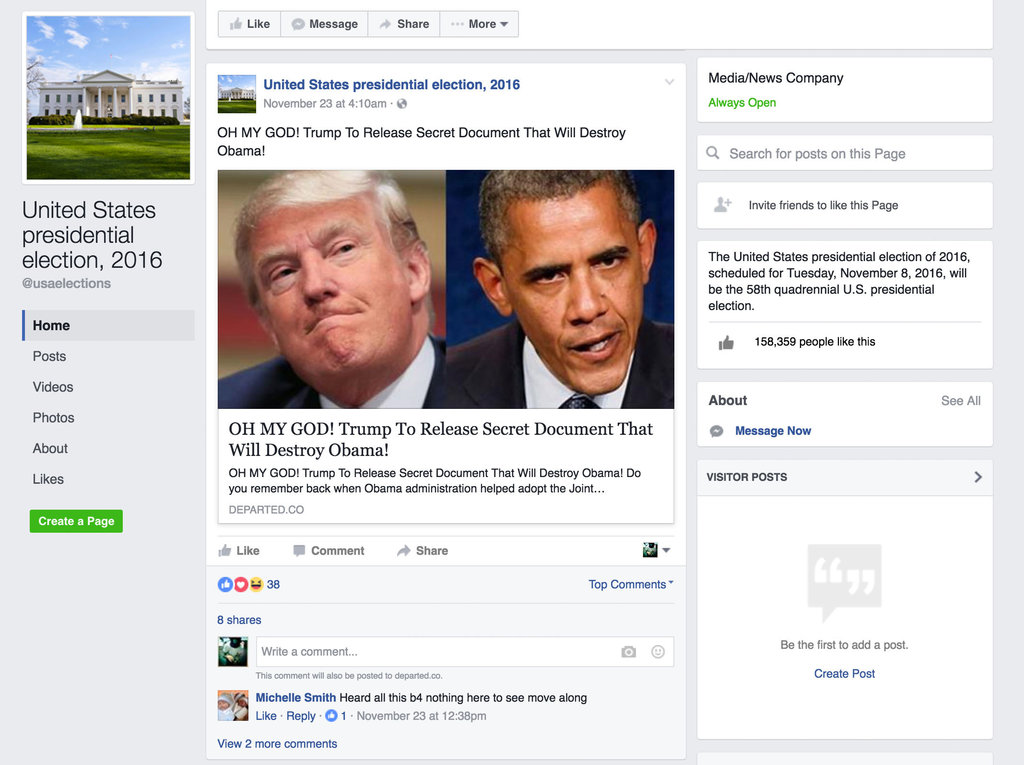 Like Message Share ··· More
United States
presidential
election, 2016
@usaelections
Home
Posts
Videos
Photos
About
Likes
Create a Page
United States presidential election, 2016
November 23 at 4:10am ·
OH MY GOD! Trump To Release Secret Document That Will Destroy
Obama!
OH MY GOD! Trump To Release Secret Document That
Will Destroy Obama!
OH MY GOD! Trump To Release Secret Document That Will Destroy Obama! Do
you remember back when Obama administration helped adopt the Joint...
DEPARTED.CO
Like Comment Share
38 Top Comments
8 shares
Write a comment...
This comment will also be posted to departed.co.
Michelle Smith Heard all this b4 nothing here to see move along
Like · Reply · 1 · November 23 at 12:38pm
View 2 more comments
Media/News Company
Always Open
Search for posts on this Page
Invite friends to like this Page
The United States presidential election of 2016,
scheduled for Tuesday, November 8, 2016, will
be the 58th quadrennial U.S. presidential
election.
158,359 people like this
About See All
Message Now
VISITOR POSTS
Be the first to add a post.
Create Post